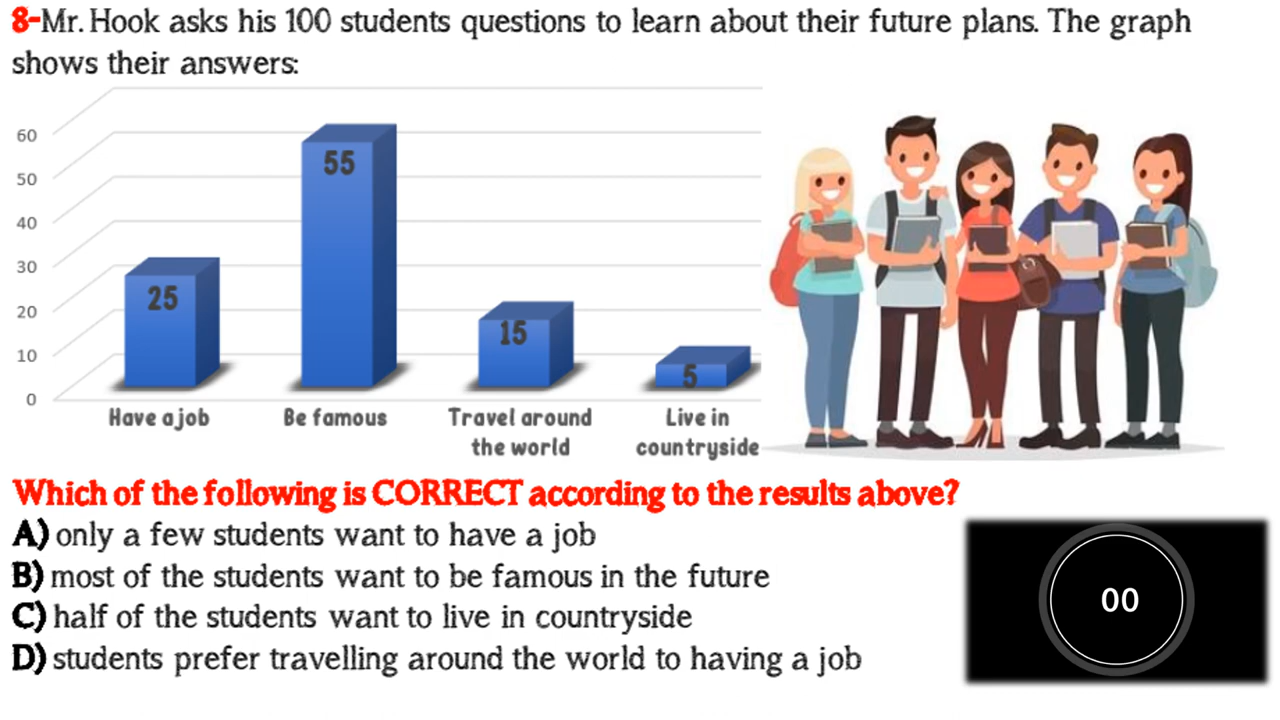 8-Mr. Hook asks his 100 students questions to learn about their future plans. The graph
shows their answers:
60
50
40
30
20
10
0
25
55
15
5
Have a job
Be famous
Travel around
the world
Live in
countryside
Which of the following is CORRECT according to the results above?
A) only a few students want to have a job
B) most of the students want to be famous in the future
C) half of the students want to live in countryside
D) students prefer travelling around the world to having a job
00